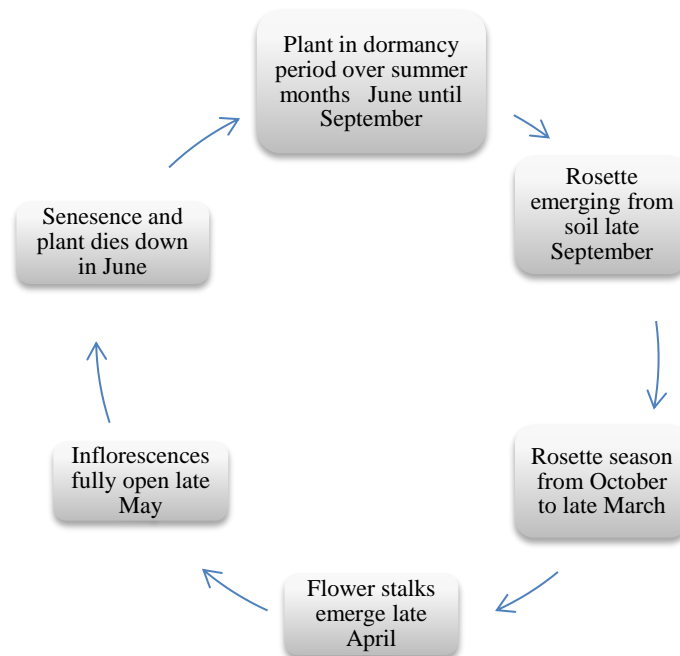 Plant in dormancy
period over summer
months June until
September
Rosette
emerging from
soil late
September
Rosette season
from October
to late March
Flower stalks
emerge late
April
Inflorescences
fully open late
May
Senesence and
plant dies down
in June